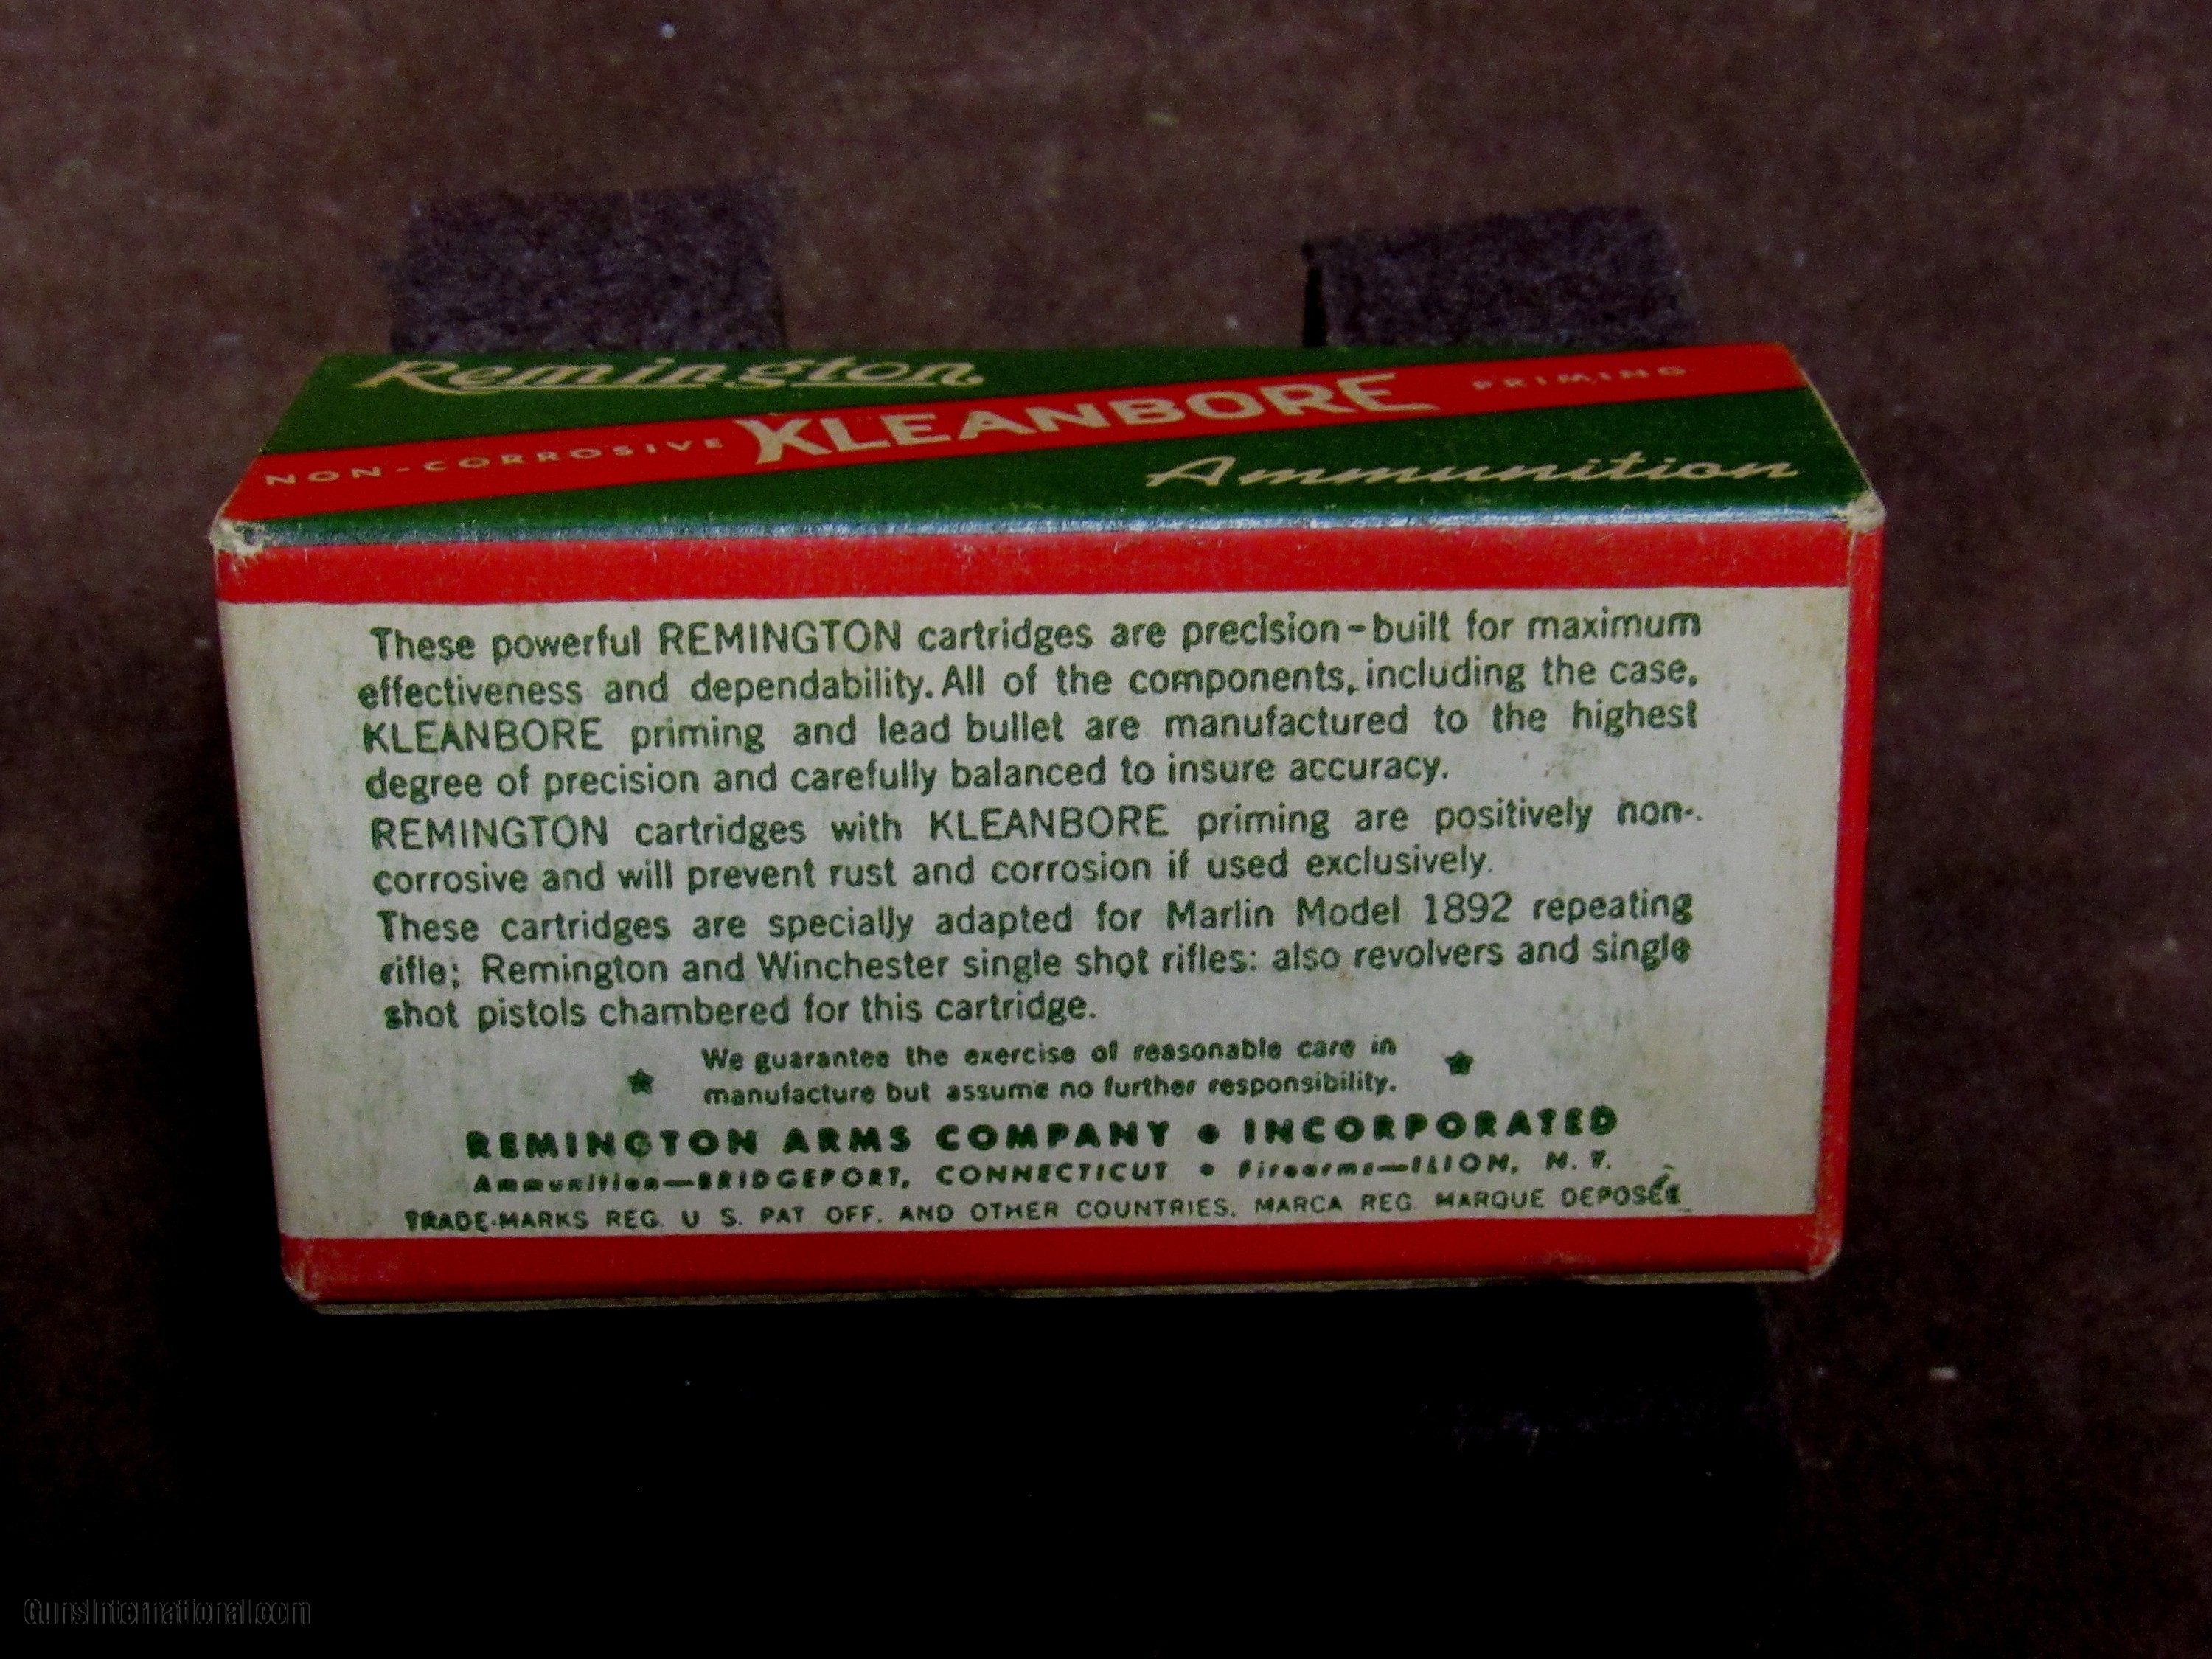 Remington
NON-CORROSIVE KLEANBORE PRIMING
Ammunition
These powerful REMINGTON cartridges are precision-built for maximum
effectiveness and dependability. All of the components, including the case,
KLEANBORE priming and lead bullet are manufactured to the highest
degree of precision and carefully balanced to insure accuracy.
REMINGTON cartridges with KLEANBORE priming are positively non-
corrosive and will prevent rust and corrosion if used exclusively.
These cartridges are specially adapted for Marlin Model 1892 repeating
rifle; Remington and Winchester single shot rifles: also revolvers and single
shot pistols chambered for this cartridge.
We guarantee the exercise of reasonable care in
manufacture but assume no further responsibility.
REMINGTON ARMS COMPANY • INCORPORATED
Ammunition—BRIDGEPORT, CONNECTICUT • Firearms—ILION, N. Y.
TRADE-MARKS REG. U S. PAT OFF. AND OTHER COUNTRIES, MARCA REG. MARQUE DEPOSÉE
GunsInternational.com